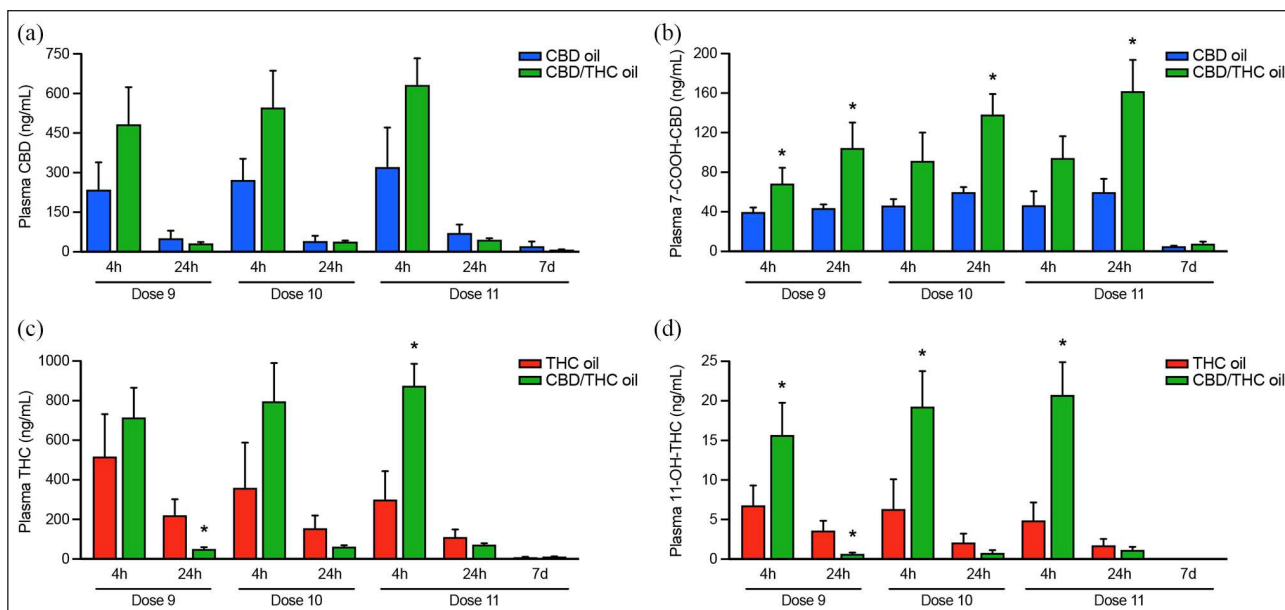 (a)
Plasma CBD (ng/mL)
750
600
450
300
150
0
CBD oil
CBD/THC oil
4h 24h 4h 24h 4h 24h 7d
Dose 9 Dose 10 Dose 11
(b)
Plasma 7-COOH-CBD (ng/mL)
200
160
120
80
40
0
CBD oil
CBD/THC oil
* * * *
4h 24h 4h 24h 4h 24h 7d
Dose 9 Dose 10 Dose 11
(c)
Plasma THC (ng/mL)
1000
800
600
400
200
0
THC oil
CBD/THC oil
* *
4h 24h 4h 24h 4h 24h 7d
Dose 9 Dose 10 Dose 11
(d)
Plasma 11-OH-THC (ng/mL)
25
20
15
10
5
0
THC oil
CBD/THC oil
* * * *
4h 24h 4h 24h 4h 24h 7d
Dose 9 Dose 10 Dose 11